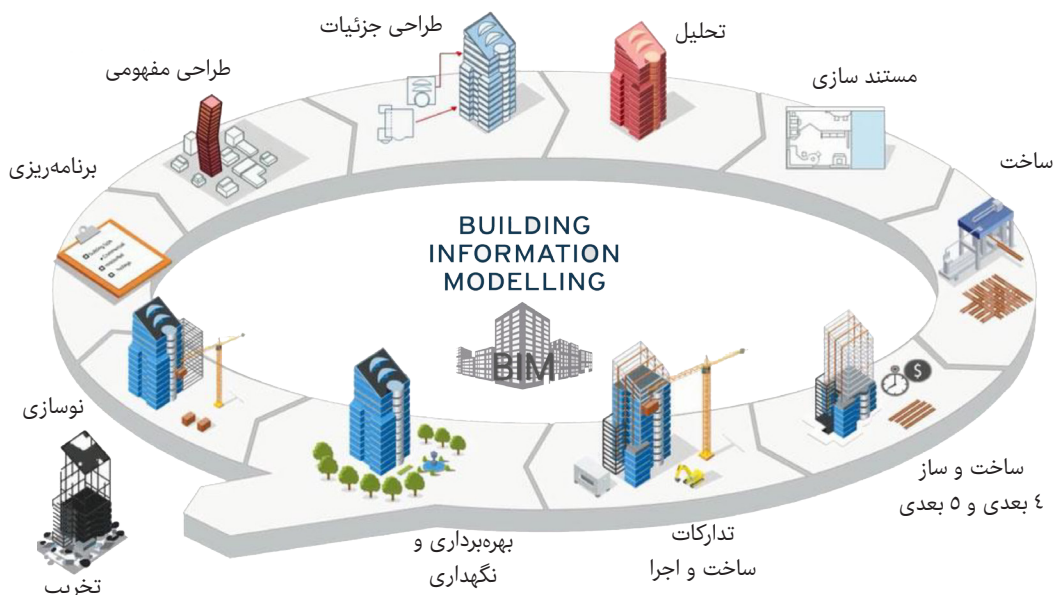 طراحی جزئیات
تحلیل
طراحی مفهومی
مستند سازی
برنامه‌ریزی
ساخت
BUILDING
INFORMATION
MODELLING
BIM
$
نوسازی
ساخت و ساز
٤ بعدی و ٥ بعدی
تدارکات
ساخت و اجرا
بهره‌برداری و
نگهداری
تخریب